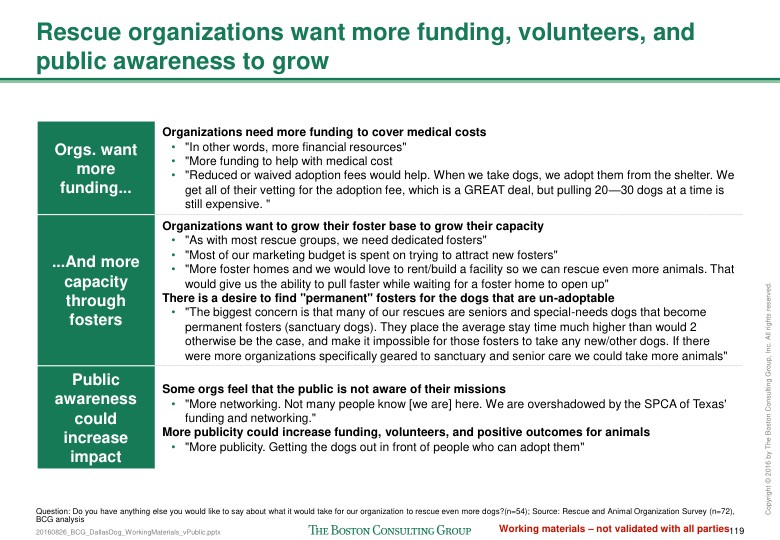 Rescue organizations want more funding, volunteers, and
public awareness to grow
Orgs. want
more
funding...
Organizations need more funding to cover medical costs
• "In other words, more financial resources"
• "More funding to help with medical cost
• "Reduced or waived adoption fees would help. When we take dogs, we adopt them from the shelter. We
get all of their vetting for the adoption fee, which is a GREAT deal, but pulling 20—30 dogs at a time is
still expensive. "
...And more
capacity
through
fosters
Organizations want to grow their foster base to grow their capacity
• "As with most rescue groups, we need dedicated fosters"
• "Most of our marketing budget is spent on trying to attract new fosters"
• "More foster homes and we would love to rent/build a facility so we can rescue even more animals. That
would give us the ability to pull faster while waiting for a foster home to open up"
There is a desire to find "permanent" fosters for the dogs that are un-adoptable
• "The biggest concern is that many of our rescues are seniors and special-needs dogs that become
permanent fosters (sanctuary dogs). They place the average stay time much higher than would 2
otherwise be the case, and make it impossible for those fosters to take any new/other dogs. If there
were more organizations specifically geared to sanctuary and senior care we could take more animals"
Public
awareness
could
increase
impact
Some orgs feel that the public is not aware of their missions
• "More networking. Not many people know [we are] here. We are overshadowed by the SPCA of Texas'
funding and networking."
More publicity could increase funding, volunteers, and positive outcomes for animals
• "More publicity. Getting the dogs out in front of people who can adopt them"
Question: Do you have anything else you would like to say about what it would take for our organization to rescue even more dogs?(n=54); Source: Rescue and Animal Organization Survey (n=72),
BCG analysis
20160826_BCG_DallasDog_WorkingMaterials_vPublic.pptx
THE BOSTON CONSULTING GROUP
Working materials – not validated with all parties
119
Copyright © 2016 by The Boston Consulting Group, Inc. All rights reserved.